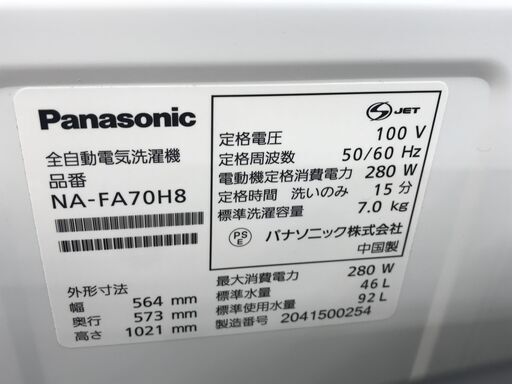 Panasonic
全自動電気洗濯機
品番
NA-FA70H8
外形寸法
幅 564 mm
奥行 573 mm
高さ 1021 mm
S JET
定格電圧 100 V
定格周波数 50/60 Hz
電動機定格消費電力 280 W
定格時間 洗いのみ 15 分
標準洗濯容量 7.0 kg
PS E パナソニック株式会社
中国製
最大消費電力 280 W
標準水量 46 L
標準使用水量 92 L
製造番号 2041500254